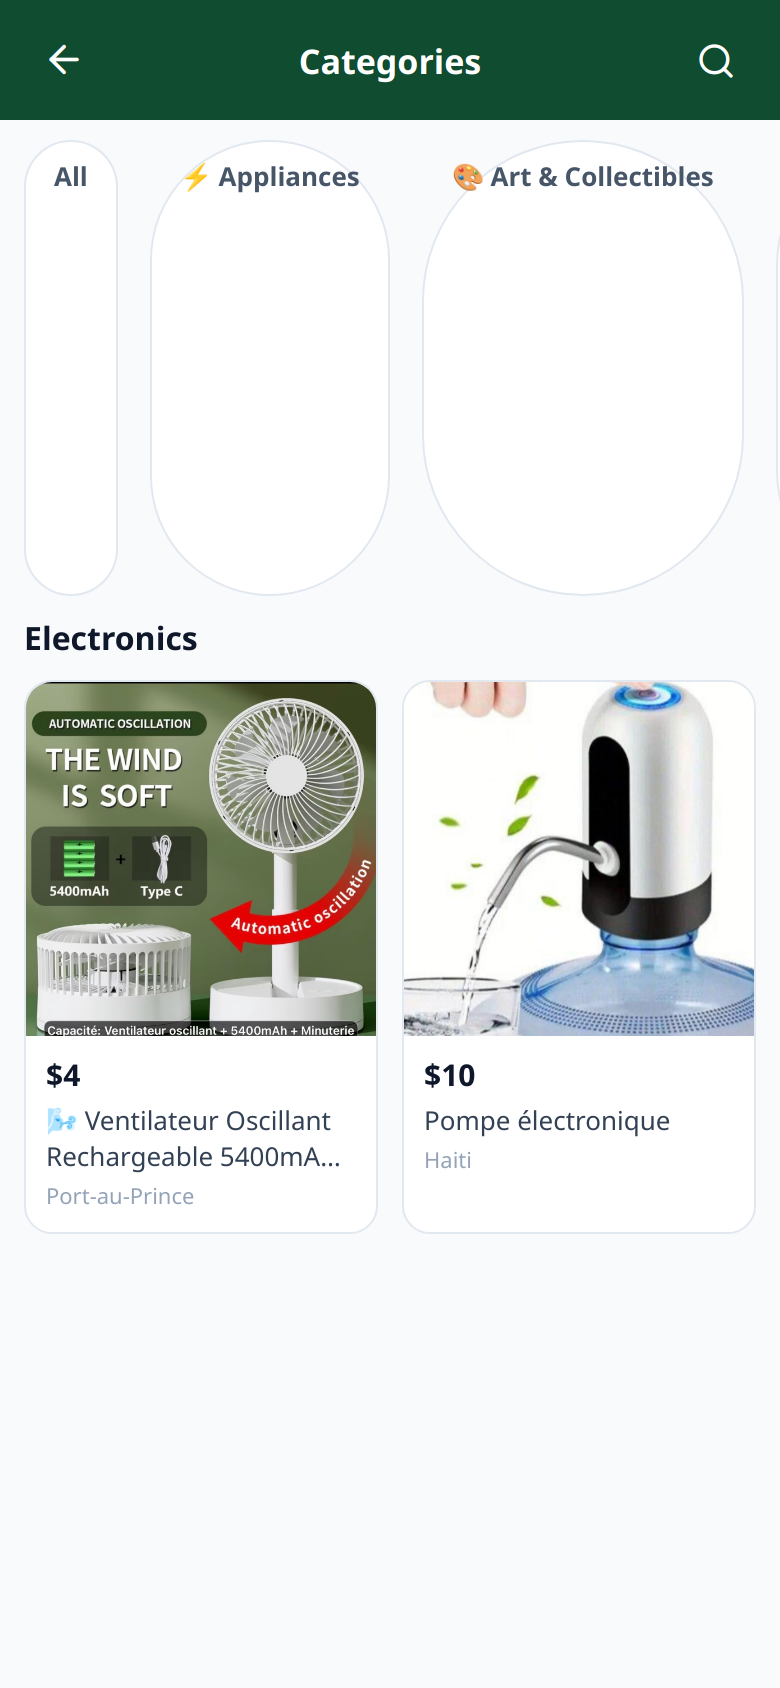 Categories
All
⚡ Appliances
🎨 Art & Collectibles
Electronics
AUTOMATIC OSCILLATION
THE WIND
IS SOFT
5400mAh
+
Type C
Automatic oscillation
Capacité: Ventilateur oscillant + 5400mAh + Minuterie
$4
🌬️ Ventilateur Oscillant
Rechargeable 5400mA...
Port-au-Prince
$10
Pompe électronique
Haiti